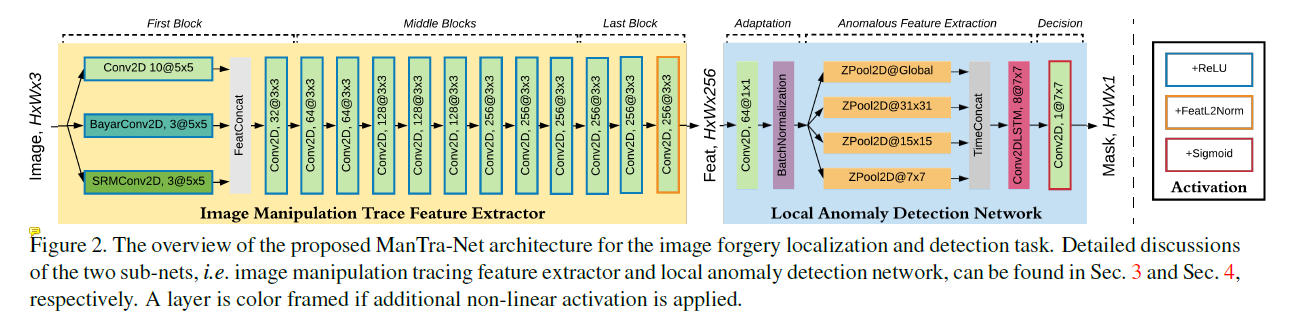 First Block
Middle Blocks
Last Block
Adaptation
Anomalous Feature Extraction
Decision
Image, HxWx3
Conv2D 10@5x5
BayarConv2D, 3@5x5
SRMConv2D, 3@5x5
FeatConcat
Conv2D, 32@3x3
Conv2D, 64@3x3
Conv2D, 64@3x3
Conv2D, 128@3x3
Conv2D, 128@3x3
Conv2D, 128@3x3
Conv2D, 256@3x3
Conv2D, 256@3x3
Conv2D, 256@3x3
Conv2D, 256@3x3
Conv2D, 256@3x3
Conv2D, 256@3x3
Image Manipulation Trace Feature Extractor
Feat, HxWx256
Conv2D, 64@1x1
BatchNormalization
ZPool2D@Global
ZPool2D@31x31
ZPool2D@15x15
ZPool2D@7x7
TimeConcat
Conv2DLSTM, 8@7x7
Conv2D, 1@7x7
Local Anomaly Detection Network
Mask, HxWx1
+ReLU
+FeatL2Norm
+Sigmoid
Activation
Figure 2. The overview of the proposed ManTra-Net architecture for the image forgery localization and detection task. Detailed discussions
of the two sub-nets, i.e. image manipulation tracing feature extractor and local anomaly detection network, can be found in Sec. 3 and Sec. 4,
respectively. A layer is color framed if additional non-linear activation is applied.